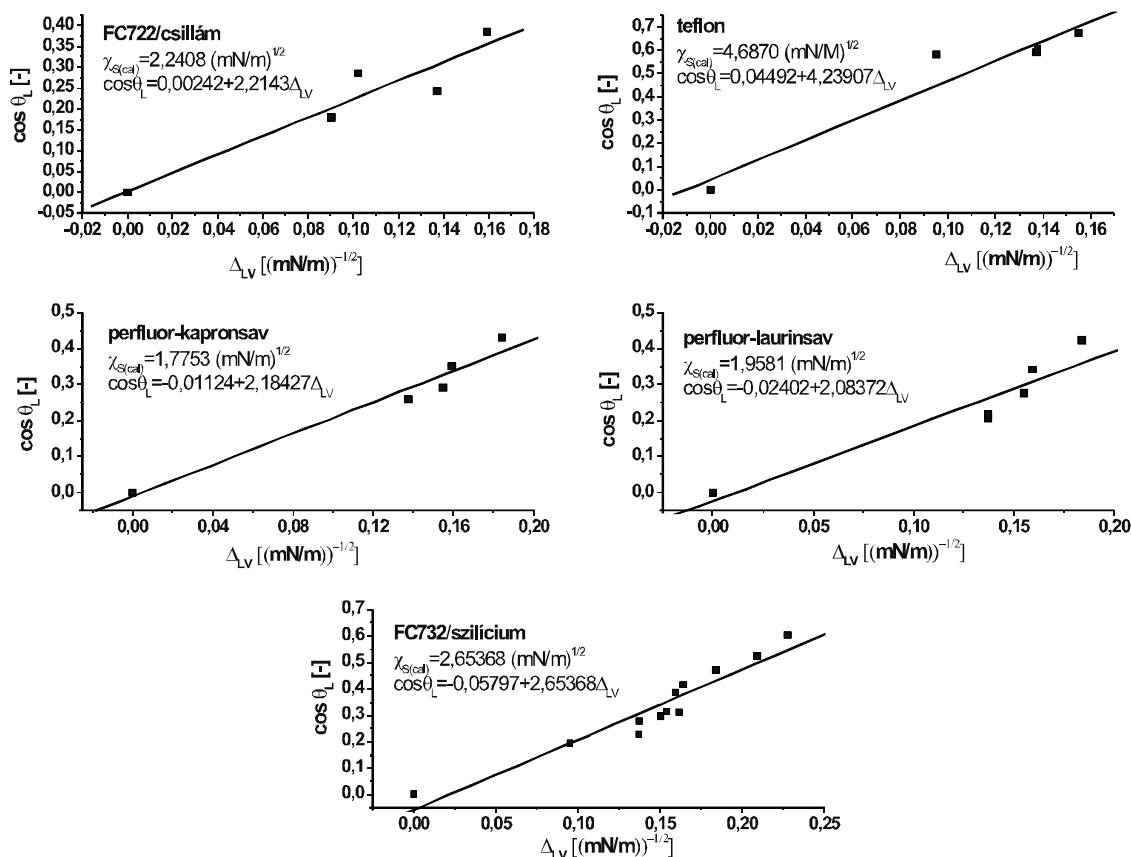 FC722/csillám
χS(cal)=2,2408 (mN/m)1/2
cosθL=0,00242+2,2143ΔLV
cos θL [-]
0,40
0,35
0,30
0,25
0,20
0,15
0,10
0,05
0,00
-0,05
-0,02 0,00 0,02 0,04 0,06 0,08 0,10 0,12 0,14 0,16 0,18
ΔLV [(mN/m))-1/2]
teflon
χS(cal)=4,6870 (mN/M)1/2
cosθL=0,04492+4,23907ΔLV
cos θL [-]
0,7
0,6
0,5
0,4
0,3
0,2
0,1
0,0
-0,1
-0,02 0,00 0,02 0,04 0,06 0,08 0,10 0,12 0,14 0,16
ΔLV [(mN/m))-1/2]
perfluor-kapronsav
χS(cal)=1,7753 (mN/m)1/2
cosθL=-0,01124+2,18427ΔLV
cos θL [-]
0,5
0,4
0,3
0,2
0,1
0,0
0,00 0,04 0,08 0,12 0,16 0,20
ΔLV [(mN/m))-1/2]
perfluor-laurinsav
χS(cal)=1,9581 (mN/m)1/2
cosθL=-0,02402+2,08372ΔLV
cos θL [-]
0,5
0,4
0,3
0,2
0,1
0,0
0,00 0,05 0,10 0,15 0,20
ΔLV [(mN/m))-1/2]
FC732/szilícium
χS(cal)=2,65368 (mN/m)1/2
cosθL=-0,05797+2,65368ΔLV
cos θL [-]
0,7
0,6
0,5
0,4
0,3
0,2
0,1
0,0
0,00 0,05 0,10 0,15 0,20 0,25
ΔLV [(mN/m))-1/2]